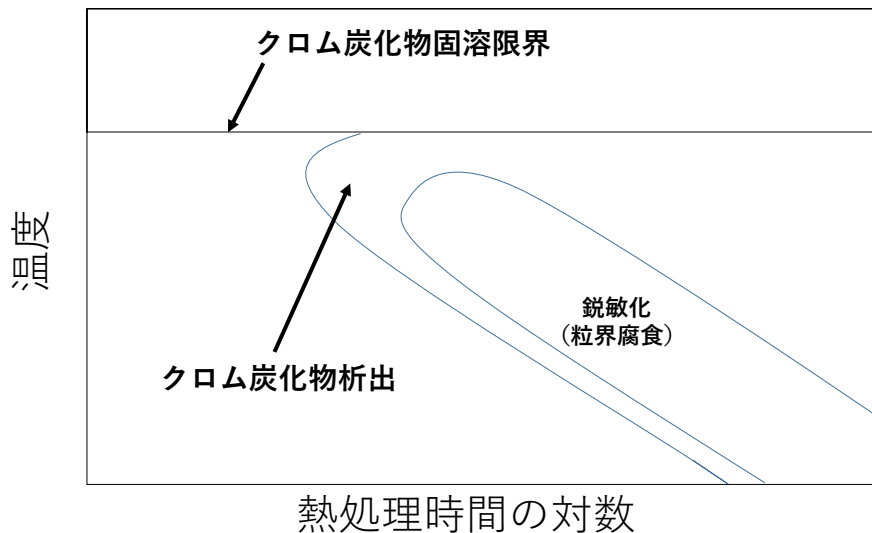 クロム炭化物固溶限界
温度
鋭敏化
（粒界腐食）
クロム炭化物析出
熱処理時間の対数